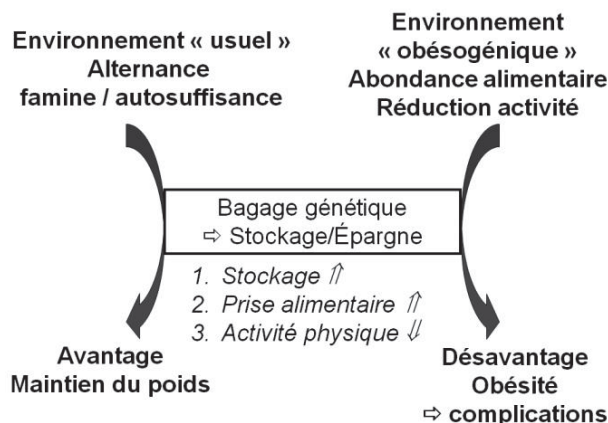 Environnement « usuel »
Alternance
famine / autosuffisance
Environnement
« obésogénique »
Abondance alimentaire
Réduction activité
Bagage génétique
⇨ Stockage/Épargne
1. Stockage ⇑
2. Prise alimentaire ⇑
3. Activité physique ⇓
Avantage
Maintien du poids
Désavantage
Obésité
⇨ complications